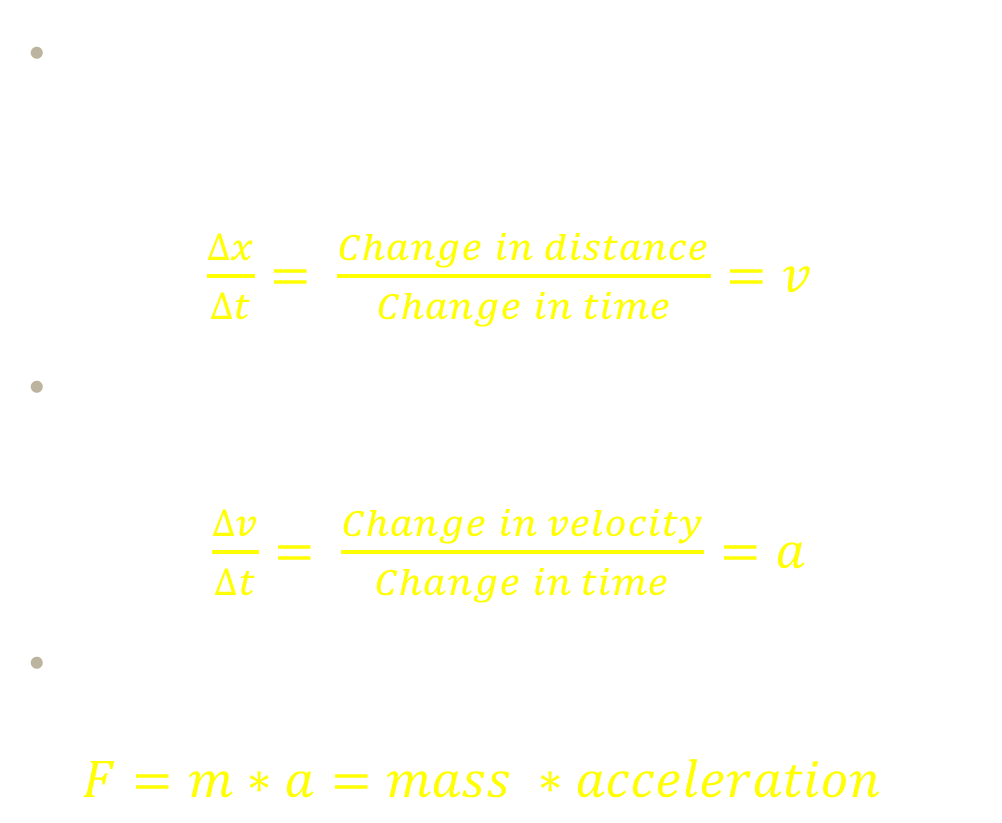 •
Δx/Δt = Change in distance/Change in time = v
•
Δv/Δt = Change in velocity/Change in time = a
•
F = m * a = mass * acceleration